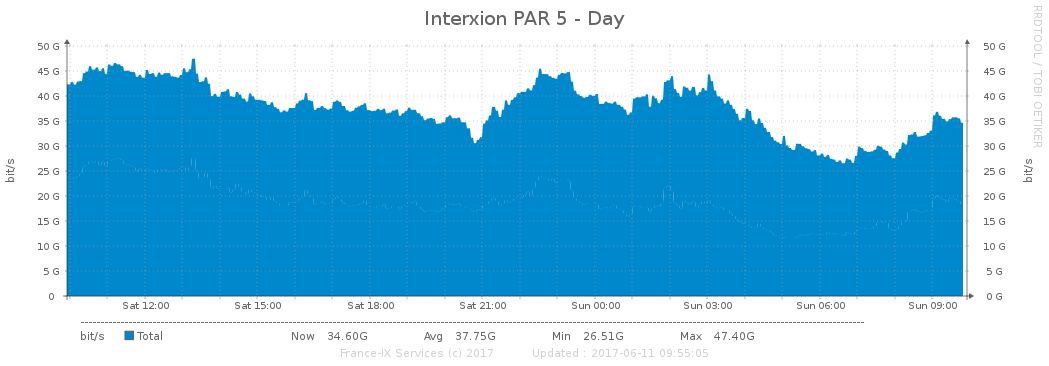 Interxion PAR 5 - Day
RRDTOOL / TOBI OETIKER
50 G 50 G
45 G 45 G
40 G 40 G
35 G 35 G
30 G 30 G
25 G 25 G
20 G 20 G
15 G 15 G
10 G 10 G
5 G 5 G
0 0 G
bit/s bit/s
Sat 12:00 Sat 15:00 Sat 18:00 Sat 21:00 Sun 00:00 Sun 03:00 Sun 06:00 Sun 09:00
bit/s Total Now 34.60G Avg 37.75G Min 26.51G Max 47.40G
France-IX Services (c) 2017 Updated : 2017-06-11 09:55:05